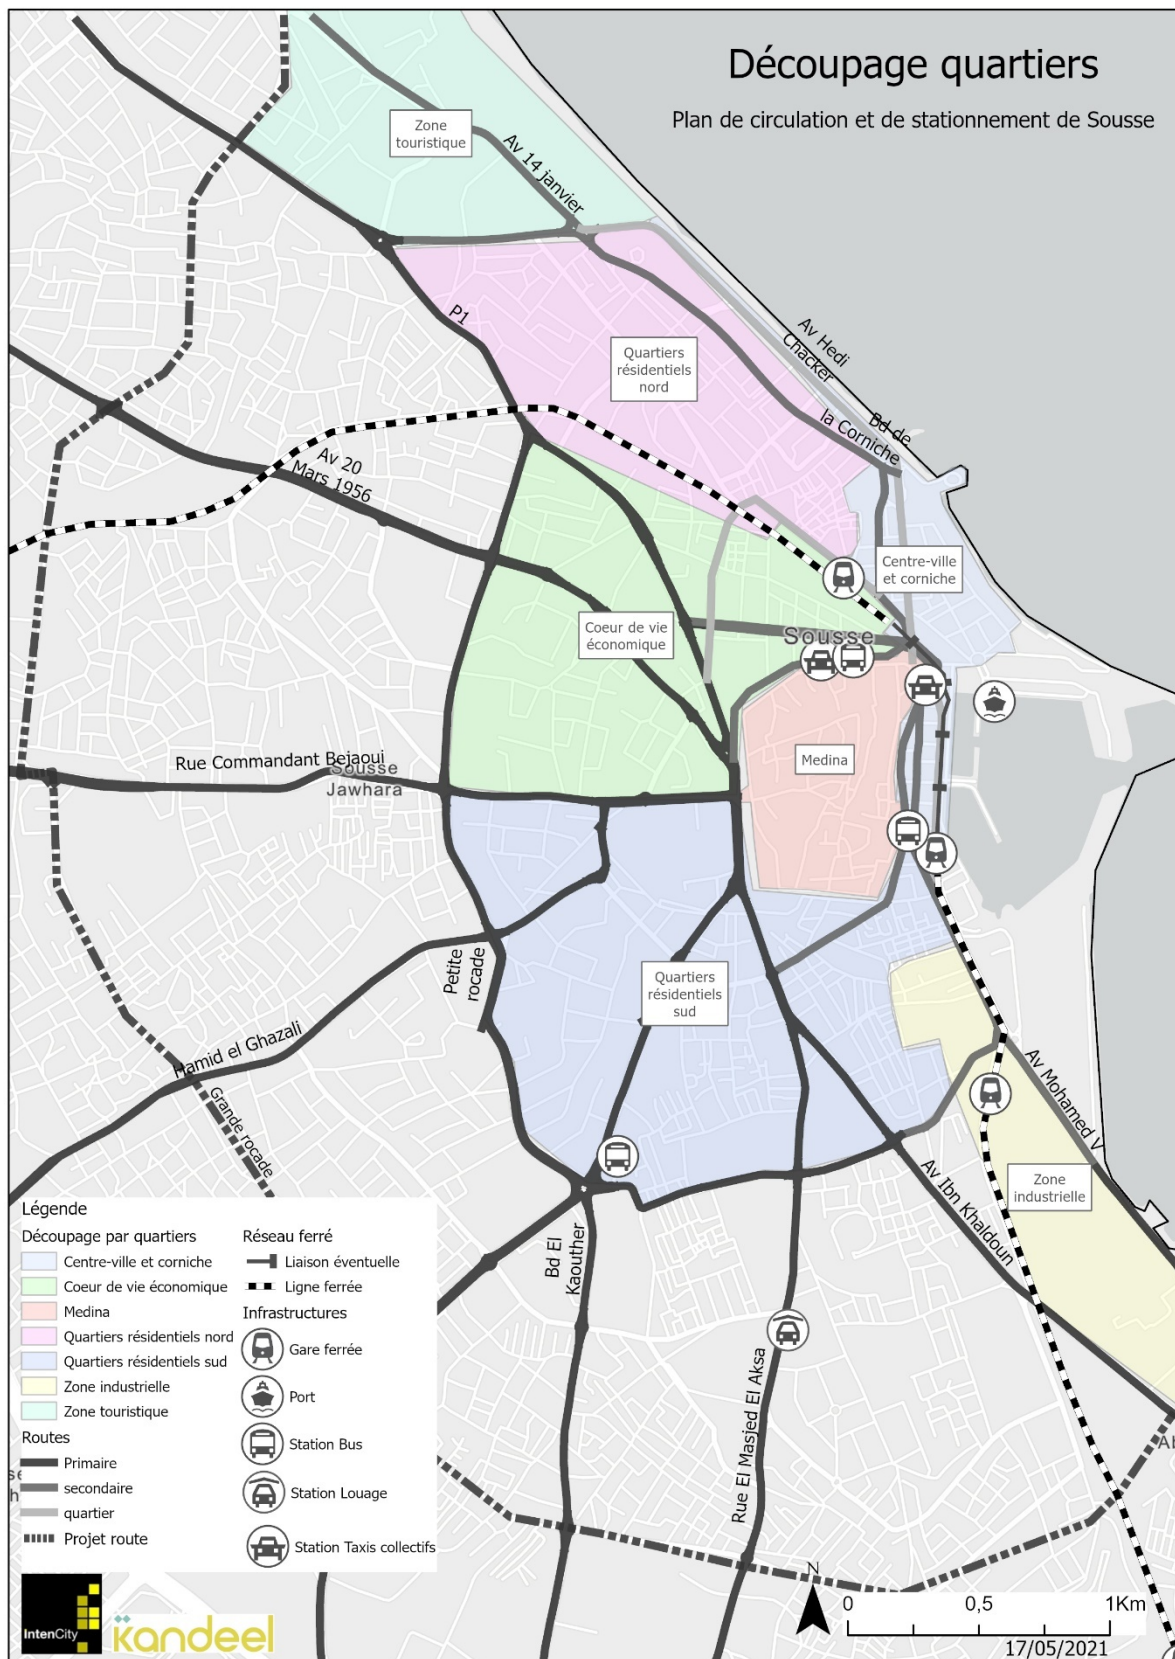 Découpage quartiers
Plan de circulation et de stationnement de Sousse
Zone
touristique
Av 14 janvier
P1
Quartiers
résidentiels
nord
Av Hedi
Chacker
Bd de
la Corniche
Av 20
Mars 1956
Centre-ville
et corniche
Coeur de vie
économique
Sousse
Medina
Rue Commandant Bejaoui
Sousse
Jawhara
Petite
rocade
Quartiers
résidentiels
sud
Hamid el Ghazali
Grande rocade
Av Mohamed V
Zone
industrielle
Av Ibn Khaldoun
Bd El
Kaouther
Rue El Masjed El Aksa
Légende
Découpage par quartiers
Centre-ville et corniche
Coeur de vie économique
Medina
Quartiers résidentiels nord
Quartiers résidentiels sud
Zone industrielle
Zone touristique
Routes
Primaire
secondaire
quartier
Projet route
Réseau ferré
Liaison éventuelle
Ligne ferrée
Infrastructures
Gare ferrée
Port
Station Bus
Station Louage
Station Taxis collectifs
IntenCity
Kandeel
N
0 0,5 1Km
17/05/2021